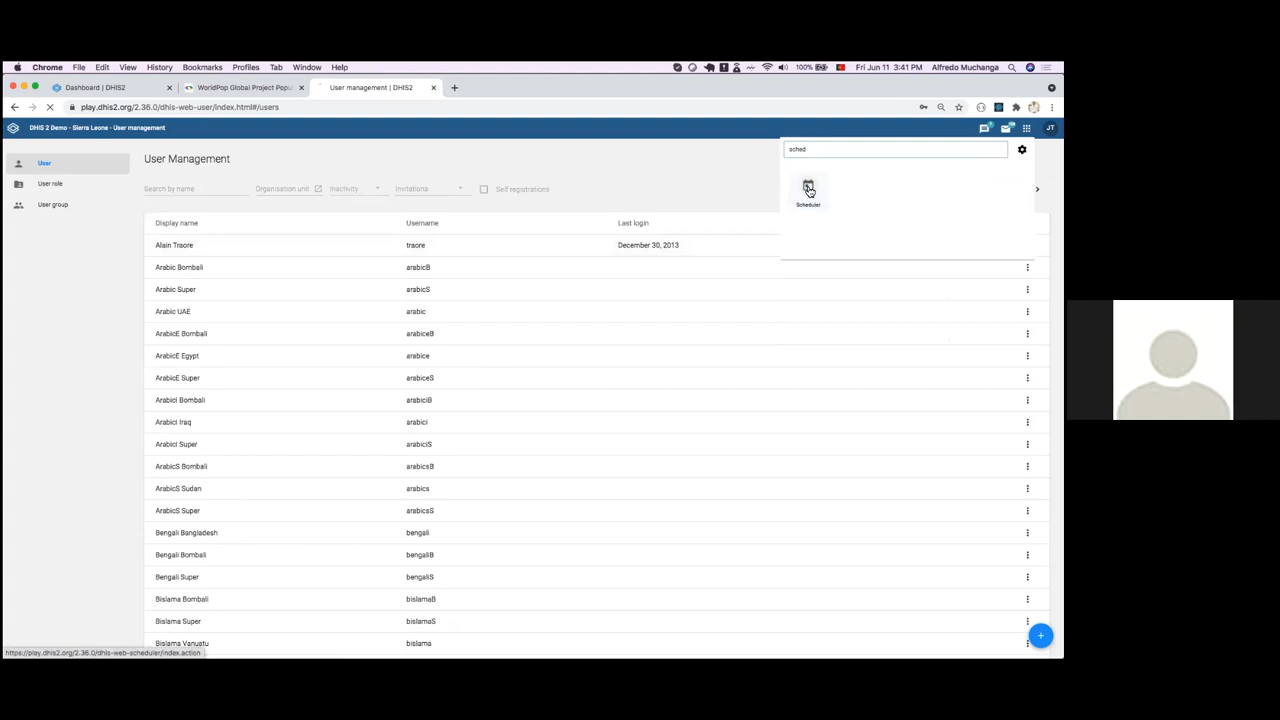 Chrome File Edit View History Bookmarks Profiles Tab Window Help 100% Fri Jun 11 3:41 PM Alfredo Muchanga
Dashboard | DHIS2 WorldPop Global Project Popu User management | DHIS2
play.dhis2.org/2.36.0/dhis-web-user/index.html#/users
DHIS 2 Demo - Sierra Leone - User management JT
sched
Scheduler
User
User role
User group
User Management
Search by name Organisation unit Inactivity Invitations Self registrations
Display name Username Last login
Alain Traore traore December 30, 2013
Arabic Bombali arabicB
Arabic Super arabicS
Arabic UAE arabic
ArabicE Bombali arabiceB
ArabicE Egypt arabice
ArabicE Super arabiceS
ArabicI Bombali arabiciB
ArabicI Iraq arabici
ArabicI Super arabiciS
ArabicS Bombali arabicsB
ArabicS Sudan arabics
ArabicS Super arabicsS
Bengali Bangladesh bengali
Bengali Bombali bengaliB
Bengali Super bengaliS
Bislama Bombali bislamaB
Bislama Super bislamaS
Bislama Vanuatu bislama
https://play.dhis2.org/2.36.0/dhis-web-scheduler/index.action